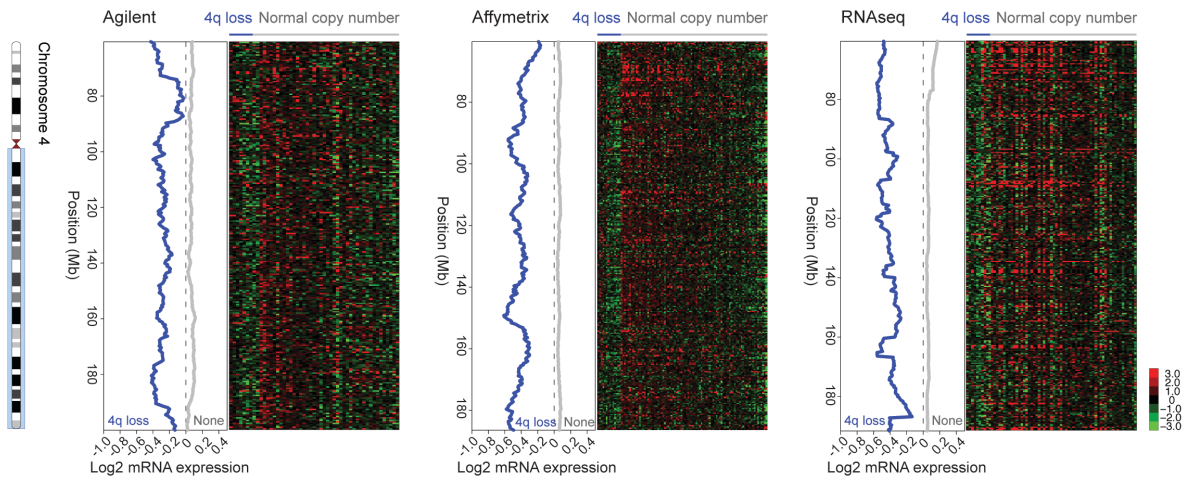 Agilent
4q loss Normal copy number
Affymetrix
4q loss Normal copy number
RNAseq
4q loss Normal copy number
Chromosome 4
Position (Mb)
80
100
120
140
160
180
4q loss
None
-1.0 -0.8 -0.6 -0.4 -0.2 0 0.2 0.4
Log2 mRNA expression
Position (Mb)
80
100
120
140
160
180
4q loss
None
-1.0 -0.8 -0.6 -0.4 -0.2 0 0.2 0.4
Log2 mRNA expression
Position (Mb)
80
100
120
140
160
180
4q loss
None
-1.0 -0.8 -0.6 -0.4 -0.2 0 0.2 0.4
Log2 mRNA expression
3.0
2.0
1.0
0
−1.0
−2.0
−3.0